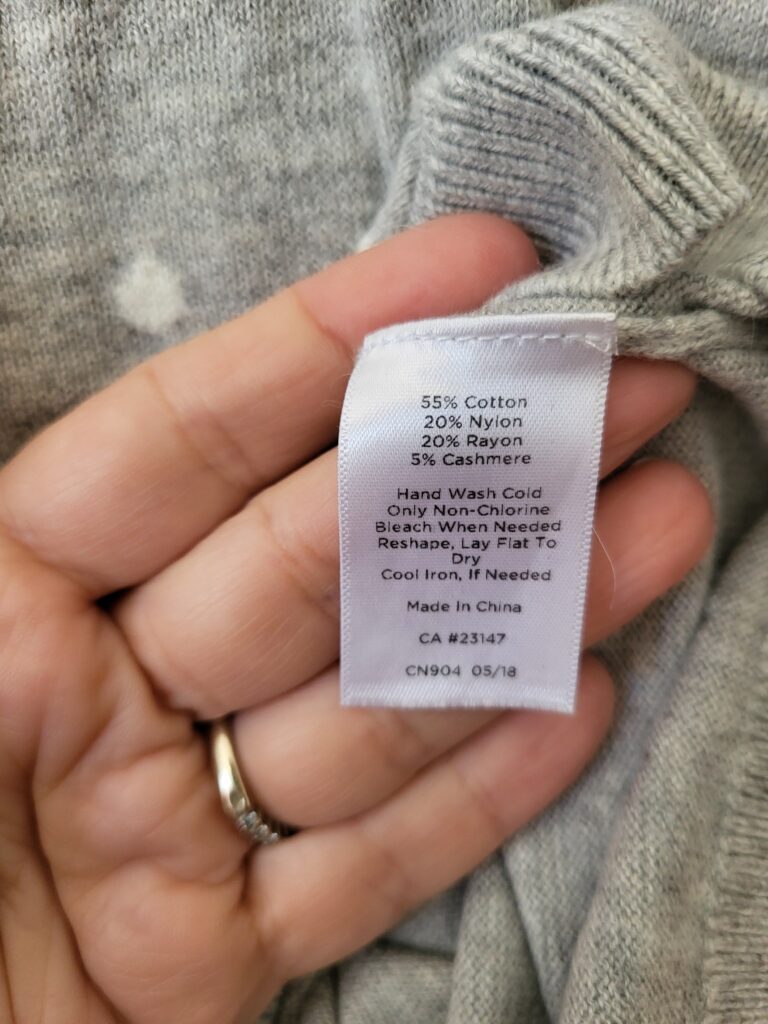 55% Cotton
20% Nylon
20% Rayon
5% Cashmere
Hand Wash Cold
Only Non-Chlorine
Bleach When Needed
Reshape, Lay Flat To
Dry
Cool Iron, If Needed
Made In China
CA #23147
CN904 05/18